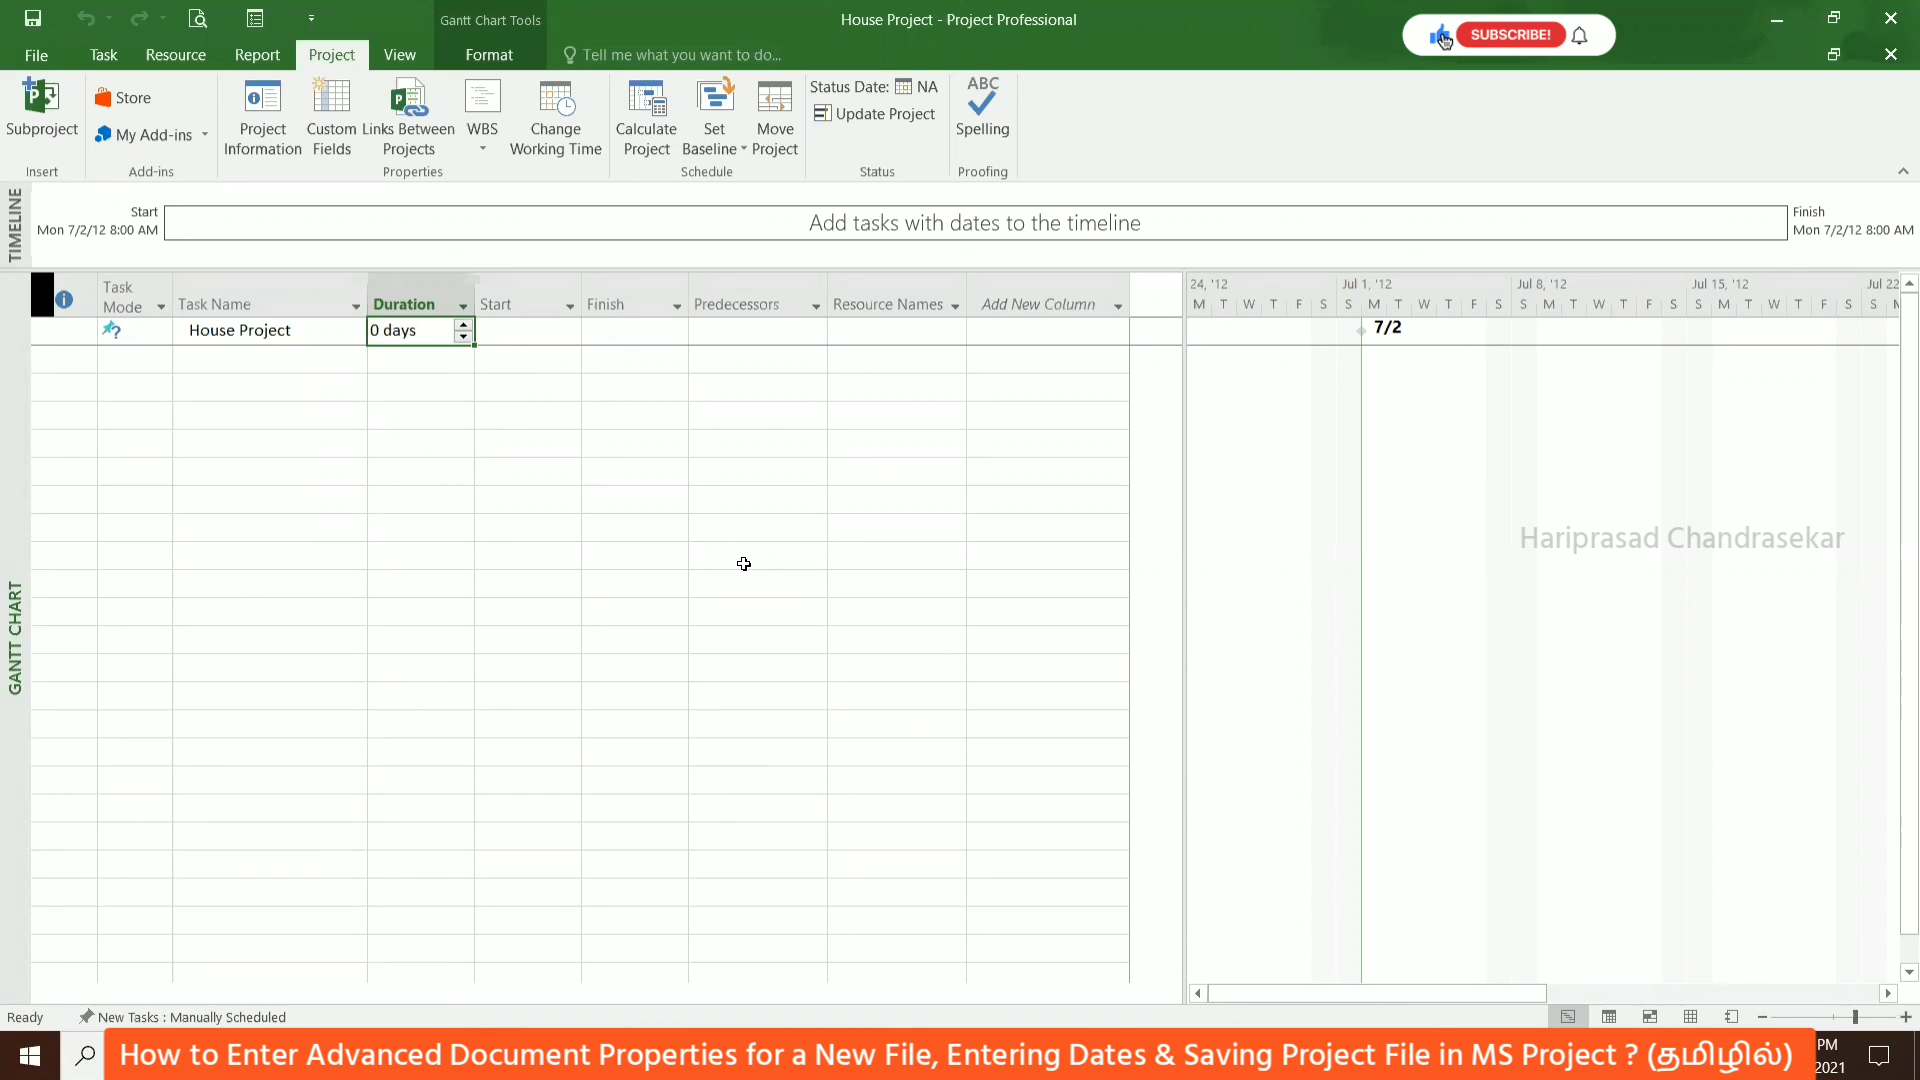 Gantt Chart Tools
House Project - Project Professional
SUBSCRIBE!
File Task Resource Report Project View Format Tell me what you want to do...
Subproject
Insert
Store
My Add-ins
Add-ins
Project Information
Custom Fields
Links Between Projects
WBS
Change Working Time
Properties
Calculate Project
Set Baseline
Move Project
Schedule
Status Date: NA
Update Project
Status
ABC
Spelling
Proofing
TIMELINE
Start
Mon 7/2/12 8:00 AM
Add tasks with dates to the timeline
Finish
Mon 7/2/12 8:00 AM
Task Mode Task Name Duration Start Finish Predecessors Resource Names Add New Column
24, '12 Jul 1, '12 Jul 8, '12 Jul 15, '12 Jul 22
M T W T F S S M T W T F S S M T W T F S S M T W T F S S
House Project 0 days
7/2
Hariprasad Chandrasekar
GANTT CHART
Ready New Tasks : Manually Scheduled
How to Enter Advanced Document Properties for a New File, Entering Dates & Saving Project File in MS Project ? (தமிழில்)
PM
2021